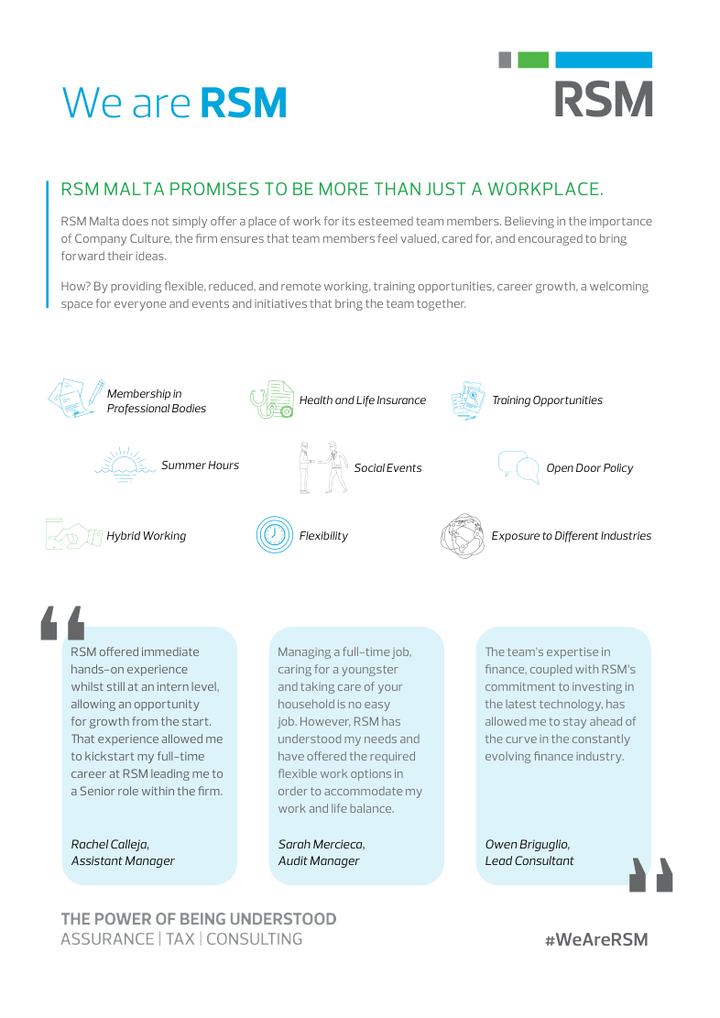 We are RSM
RSM
RSM MALTA PROMISES TO BE MORE THAN JUST A WORKPLACE.
RSM Malta does not simply offer a place of work for its esteemed team members. Believing in the importance
of Company Culture, the firm ensures that team members feel valued, cared for, and encouraged to bring
forward their ideas.
How? By providing flexible, reduced, and remote working, training opportunities, career growth, a welcoming
space for everyone and events and initiatives that bring the team together.
Membership in
Professional Bodies
Health and Life Insurance
Training Opportunities
Summer Hours
Social Events
Open Door Policy
Hybrid Working
Flexibility
Exposure to Different Industries
“
RSM offered immediate
hands-on experience
whilst still at an intern level,
allowing an opportunity
for growth from the start.
That experience allowed me
to kickstart my full-time
career at RSM leading me to
a Senior role within the firm.
Rachel Calleja,
Assistant Manager
Managing a full-time job,
caring for a youngster
and taking care of your
household is no easy
job. However, RSM has
understood my needs and
have offered the required
flexible work options in
order to accommodate my
work and life balance.
Sarah Mercieca,
Audit Manager
The team's expertise in
finance, coupled with RSM's
commitment to investing in
the latest technology, has
allowed me to stay ahead of
the curve in the constantly
evolving finance industry.
Owen Briguglio,
Lead Consultant
”
THE POWER OF BEING UNDERSTOOD
ASSURANCE | TAX | CONSULTING
#WeAreRSM